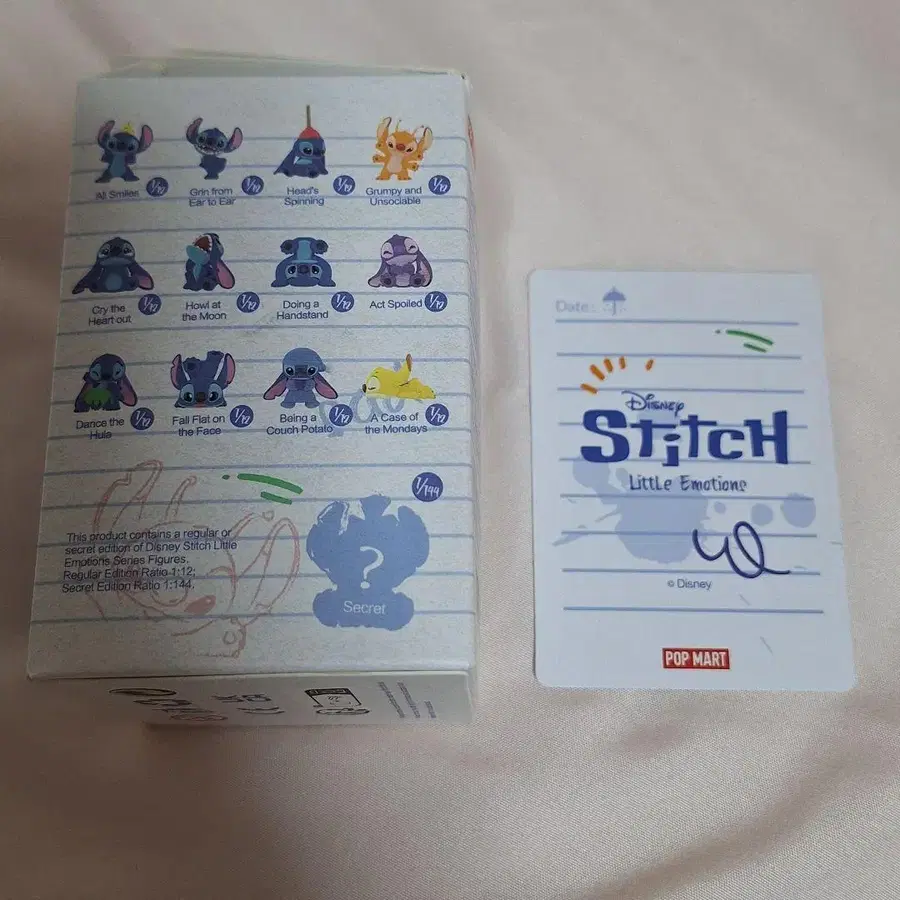 All Smiles 1/12
Grin from
Ear to Ear 1/12
Head's
Spinning 1/12
Grumpy and
Unsociable 1/12
Cry the
Heart out 1/12
Howl at
the Moon 1/12
Doing a
Handstand 1/12
Act Spoiled 1/12
Dance the
Hula 1/12
Fall Flat on
the Face 1/12
Being a
Couch Potato 1/12
A Case of
the Mondays 1/12
1/144
This product contains a regular or
secret edition of Disney Stitch Little
Emotions Series Figures.
Regular Edition Ratio 1:12;
Secret Edition Ratio 1:144.
?
Secret
Date:
Disney
Stitch
Little Emotions
© Disney
POP MART